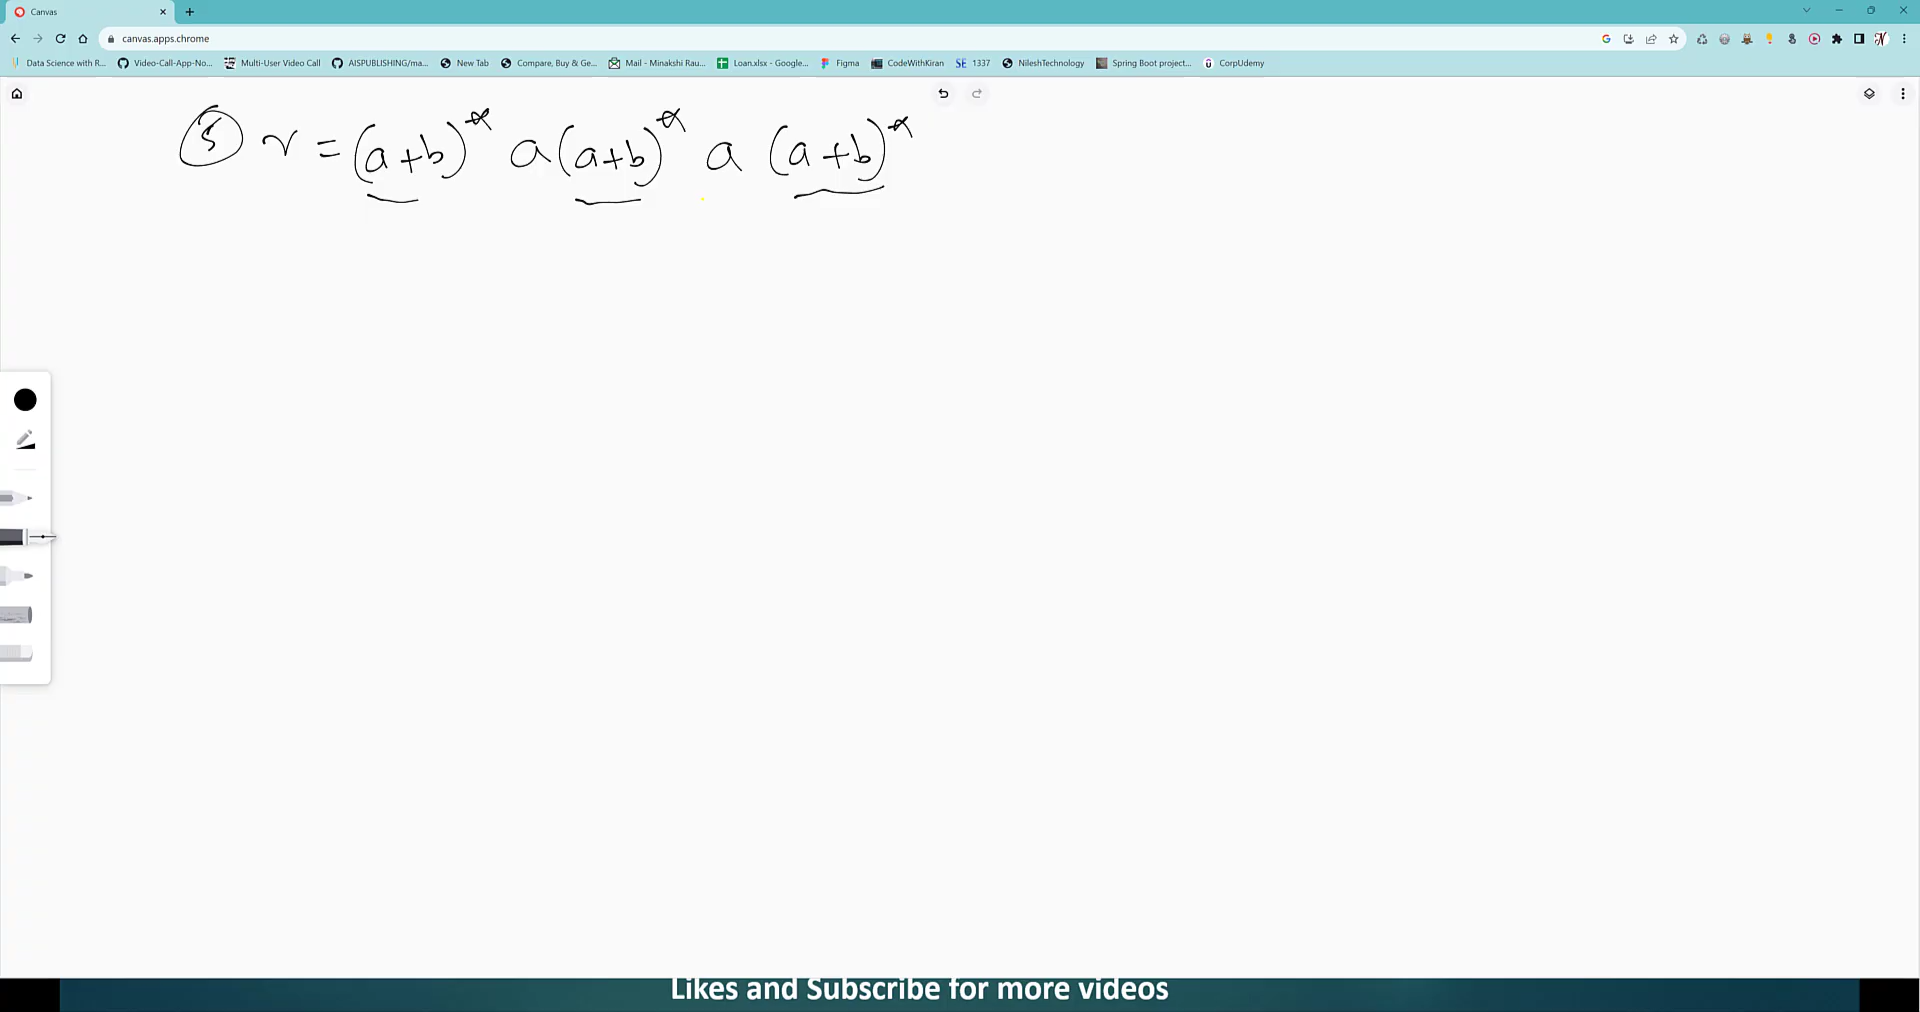 Canvas
canvas.apps.chrome
Data Science with R...
Video-Call-App-No...
Multi-User Video Call
AISPUBLISHING/ma...
New Tab
Compare, Buy & Ge...
Mail - Minakshi Rau...
Loan.xlsx - Google...
Figma
CodeWithKiran
SE 1337
NileshTechnology
Spring Boot project...
CorpUdemy
⑤ r = (a+b)* a (a+b)* a (a+b)*
Likes and Subscribe for more videos